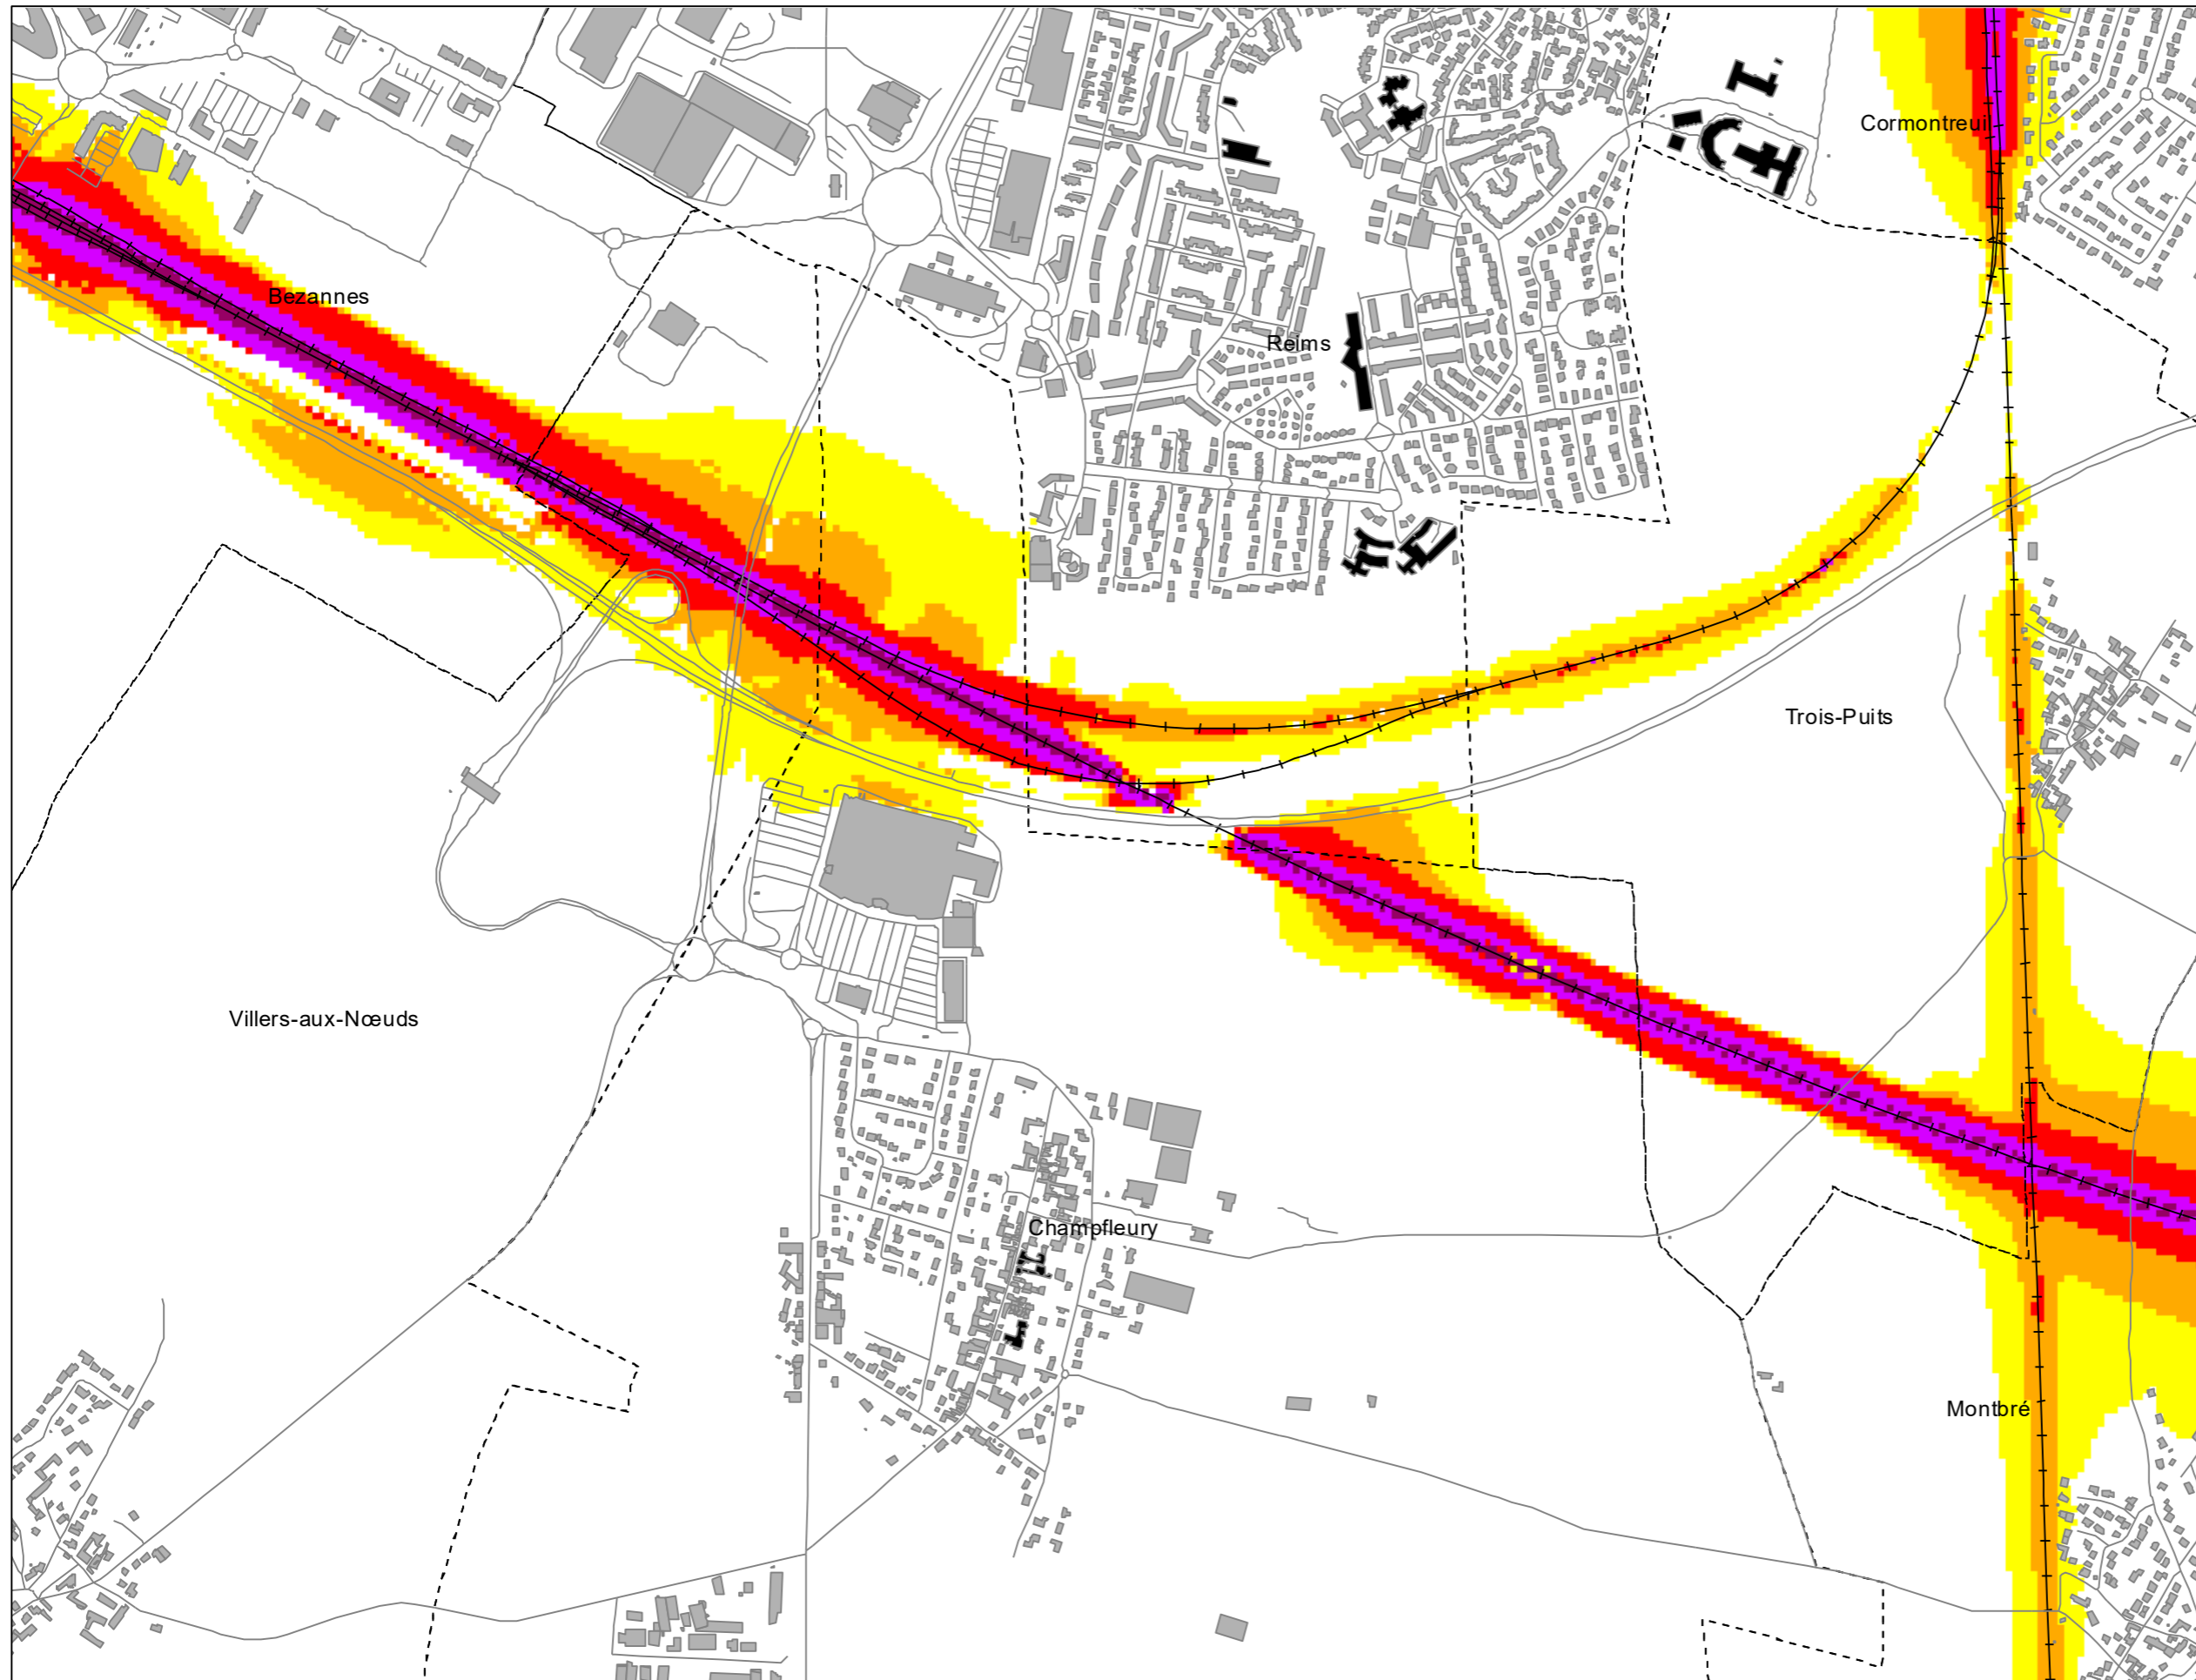 Cormontreuil
Bezannes
Reims
Trois-Puits
Villers-aux-Nœuds
Champfleury
Montbré